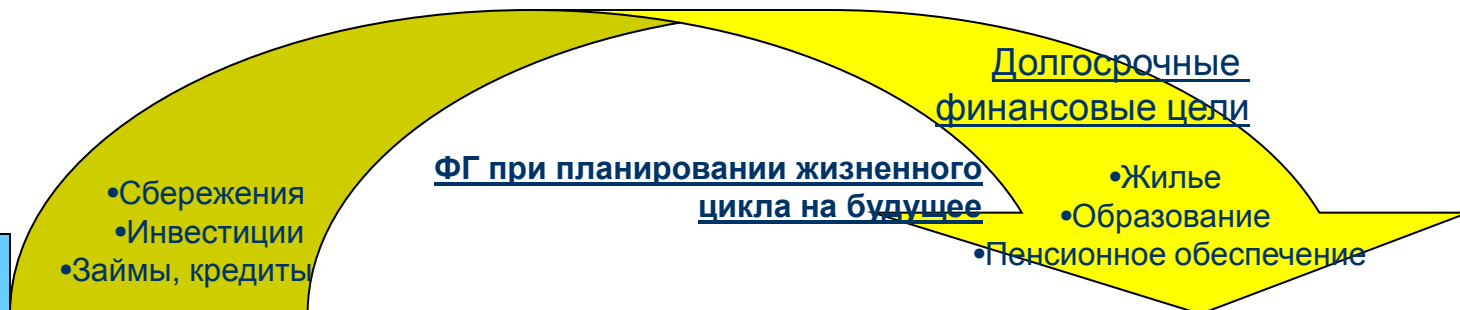 Долгосрочные
финансовые цели
ФГ при планировании жизненного
цикла на будущее
•Сбережения
•Инвестиции
•Займы, кредиты
•Жилье
•Образование
•Пенсионное обеспечение